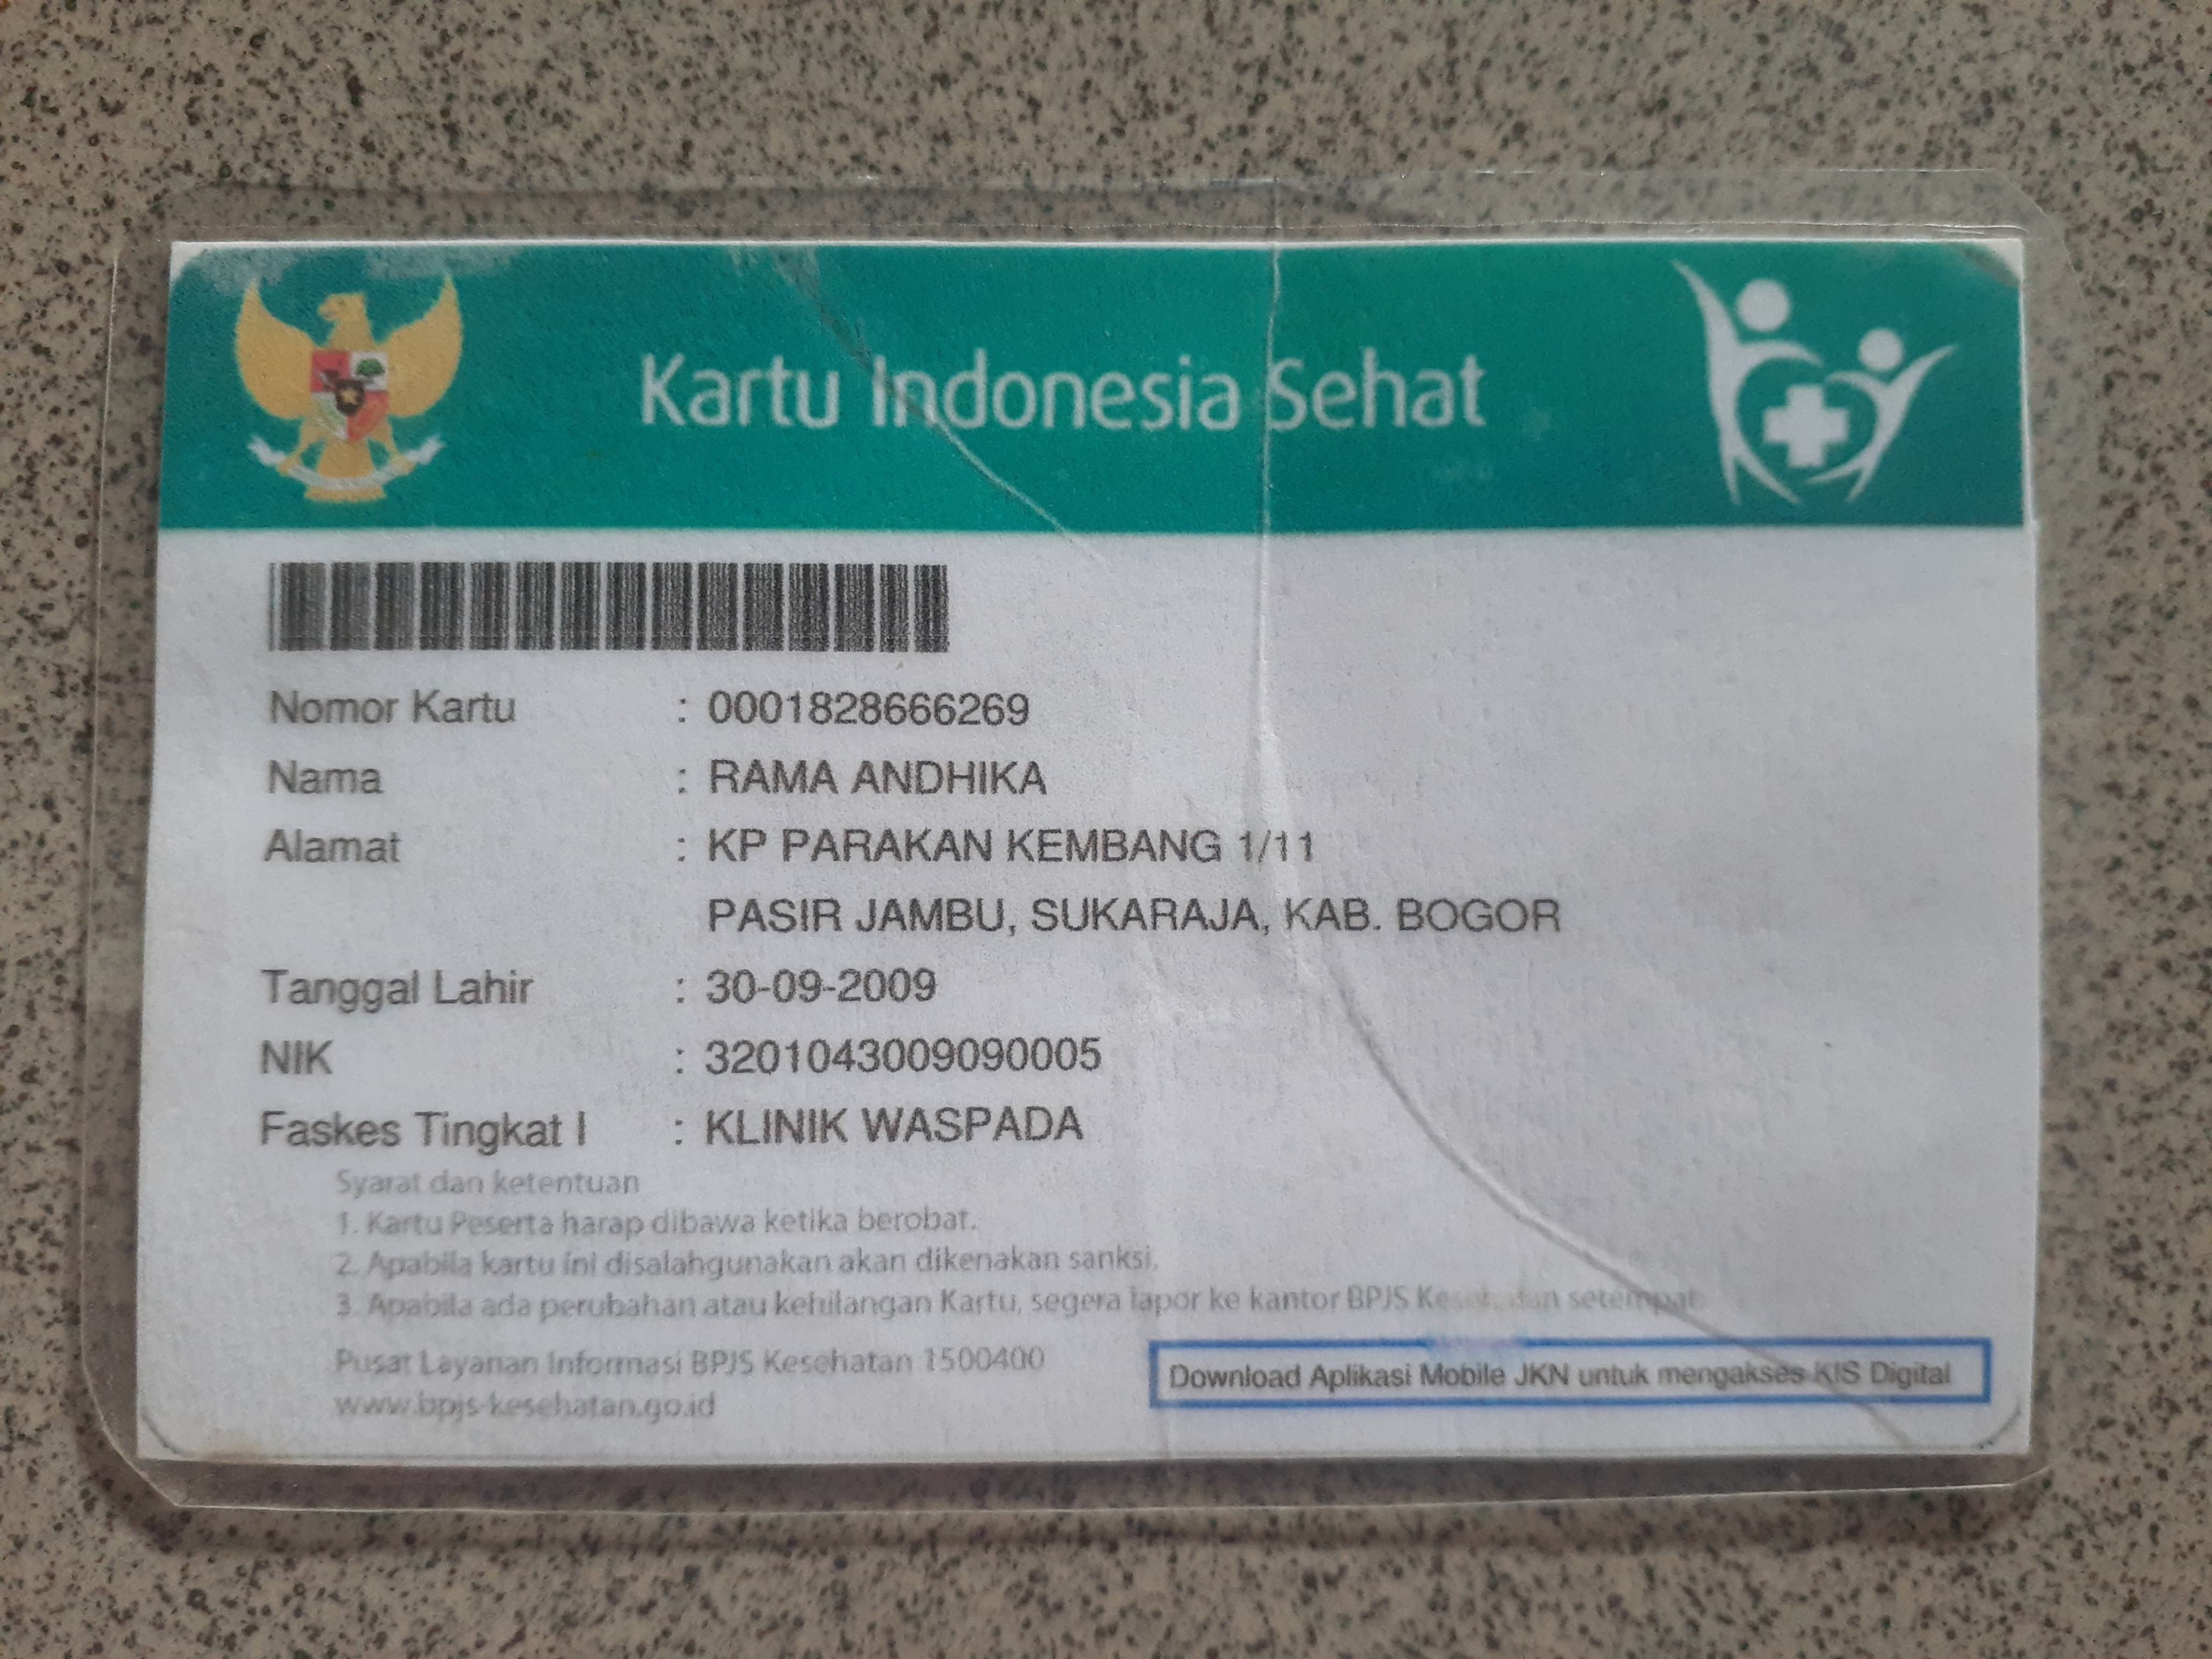 Kartu Indonesia Sehat
Nomor Kartu : 0001828666269
Nama : RAMA ANDHIKA
Alamat : KP PARAKAN KEMBANG 1/11
PASIR JAMBU, SUKARAJA, KAB. BOGOR
Tanggal Lahir : 30-09-2009
NIK : 3201043009090005
Faskes Tingkat I : KLINIK WASPADA
Syarat dan ketentuan
1. Kartu Peserta harap dibawa ketika berobat.
2. Apabila kartu ini disalahgunakan akan dikenakan sanksi.
3. Apabila ada perubahan atau kehilangan Kartu, segera lapor ke kantor BPJS setempat
Pusat Layanan Informasi BPJS Kesehatan 1500400
www.bpjs-kesehatan.go.id
Download Aplikasi Mobile JKN untuk mengakses KIS Digital